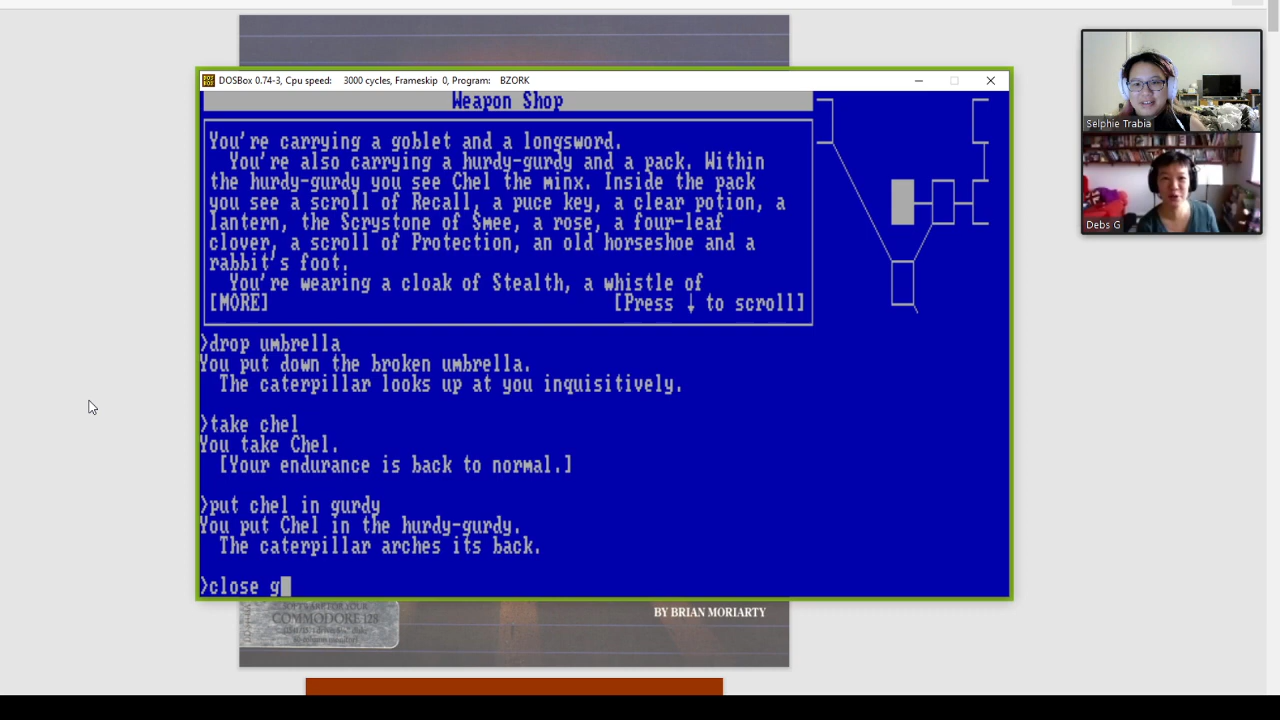 DOSBox 0.74-3, Cpu speed: 3000 cycles, Frameskip 0, Program: BZORK
Weapon Shop
You're carrying a goblet and a longsword.
You're also carrying a hurdy-gurdy and a pack. Within
the hurdy-gurdy you see Chel the minx. Inside the pack
you see a scroll of Recall, a puce key, a clear potion, a
lantern, the Scrystone of Smee, a rose, a four-leaf
clover, a scroll of Protection, an old horseshoe and a
rabbit's foot.
You're wearing a cloak of Stealth, a whistle of
[MORE] [Press ↓ to scroll]
>drop umbrella
You put down the broken umbrella.
The caterpillar looks up at you inquisitively.
>take chel
You take Chel.
[Your endurance is back to normal.]
>put chel in gurdy
You put Chel in the hurdy-gurdy.
The caterpillar arches its back.
>close g
SOFTWARE FOR YOUR
COMMODORE 128
BY BRIAN MORIARTY
Selphie Trabia
Debs G